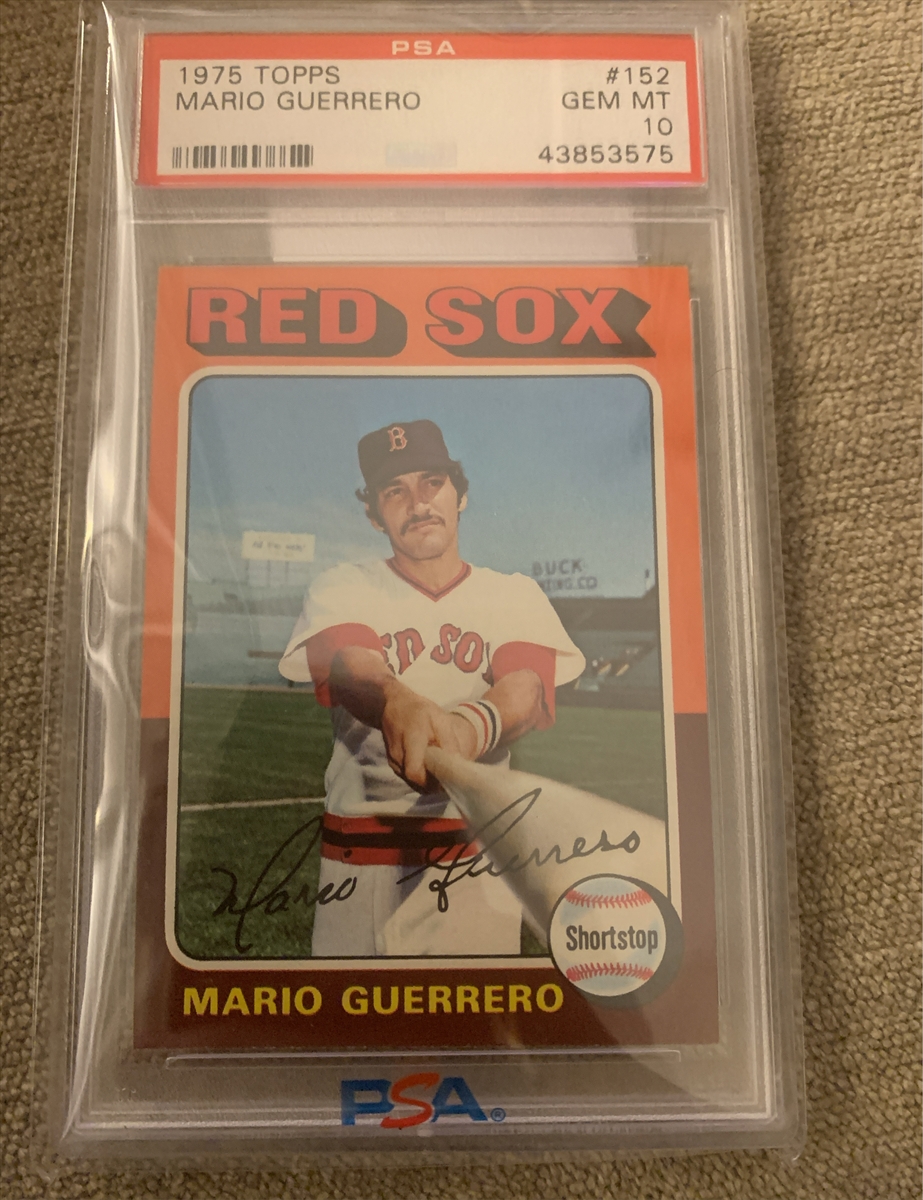 PSA
1975 TOPPS #152
MARIO GUERRERO GEM MT
10
43853575
RED SOX
B
BUCK
ED SOX
Mario Guerrero
Shortstop
MARIO GUERRERO
PSA®